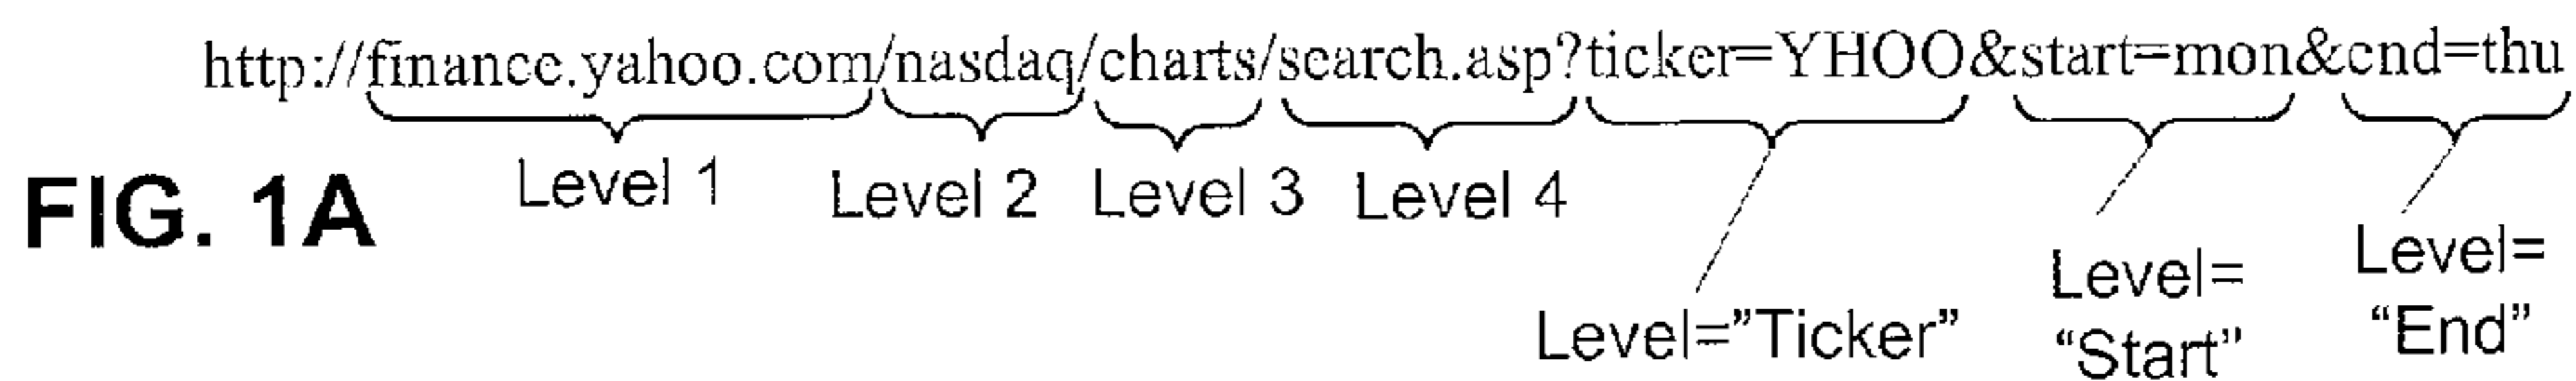 http://finance.yahoo.com/nasdaq/charts/search.asp?ticker=YHOO&start=mon&end=thu
Level 1
Level 2
Level 3
Level 4
FIG. 1A
Level=”Ticker”
Level=
“Start”
Level=
“End”